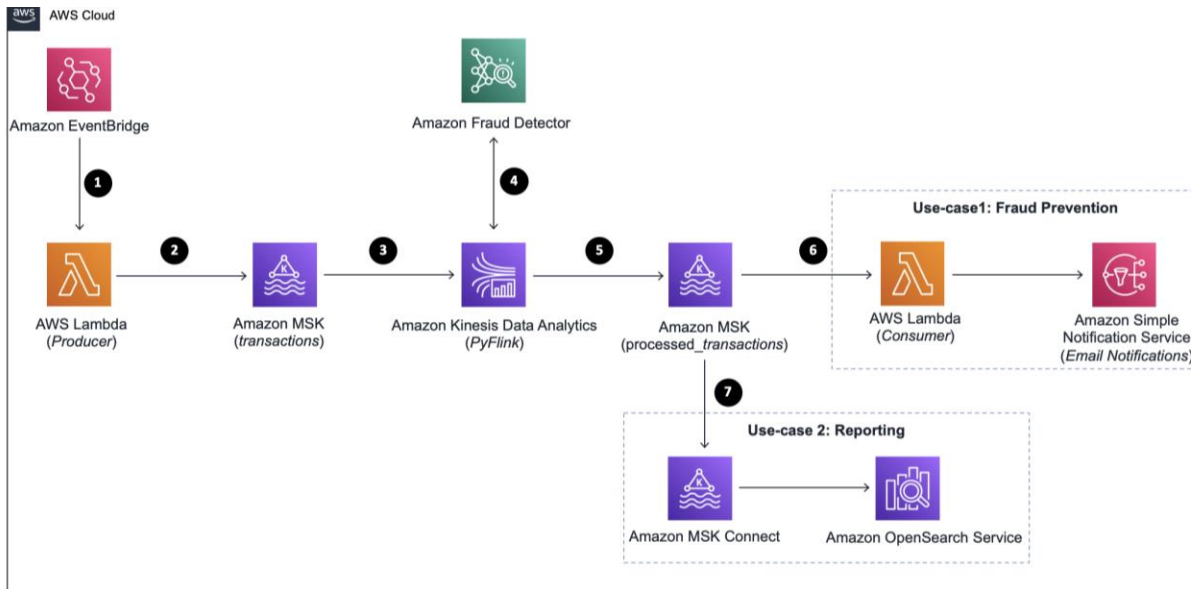 aws
AWS Cloud
Amazon EventBridge
Amazon Fraud Detector
1
4
Use-case1: Fraud Prevention
2
3
5
6
AWS Lambda
(Producer)
Amazon MSK
(transactions)
Amazon Kinesis Data Analytics
(PyFlink)
Amazon MSK
(processed_transactions)
AWS Lambda
(Consumer)
Amazon Simple
Notification Service
(Email Notifications)
7
Use-case 2: Reporting
K
K
K
Amazon MSK Connect
Amazon OpenSearch Service